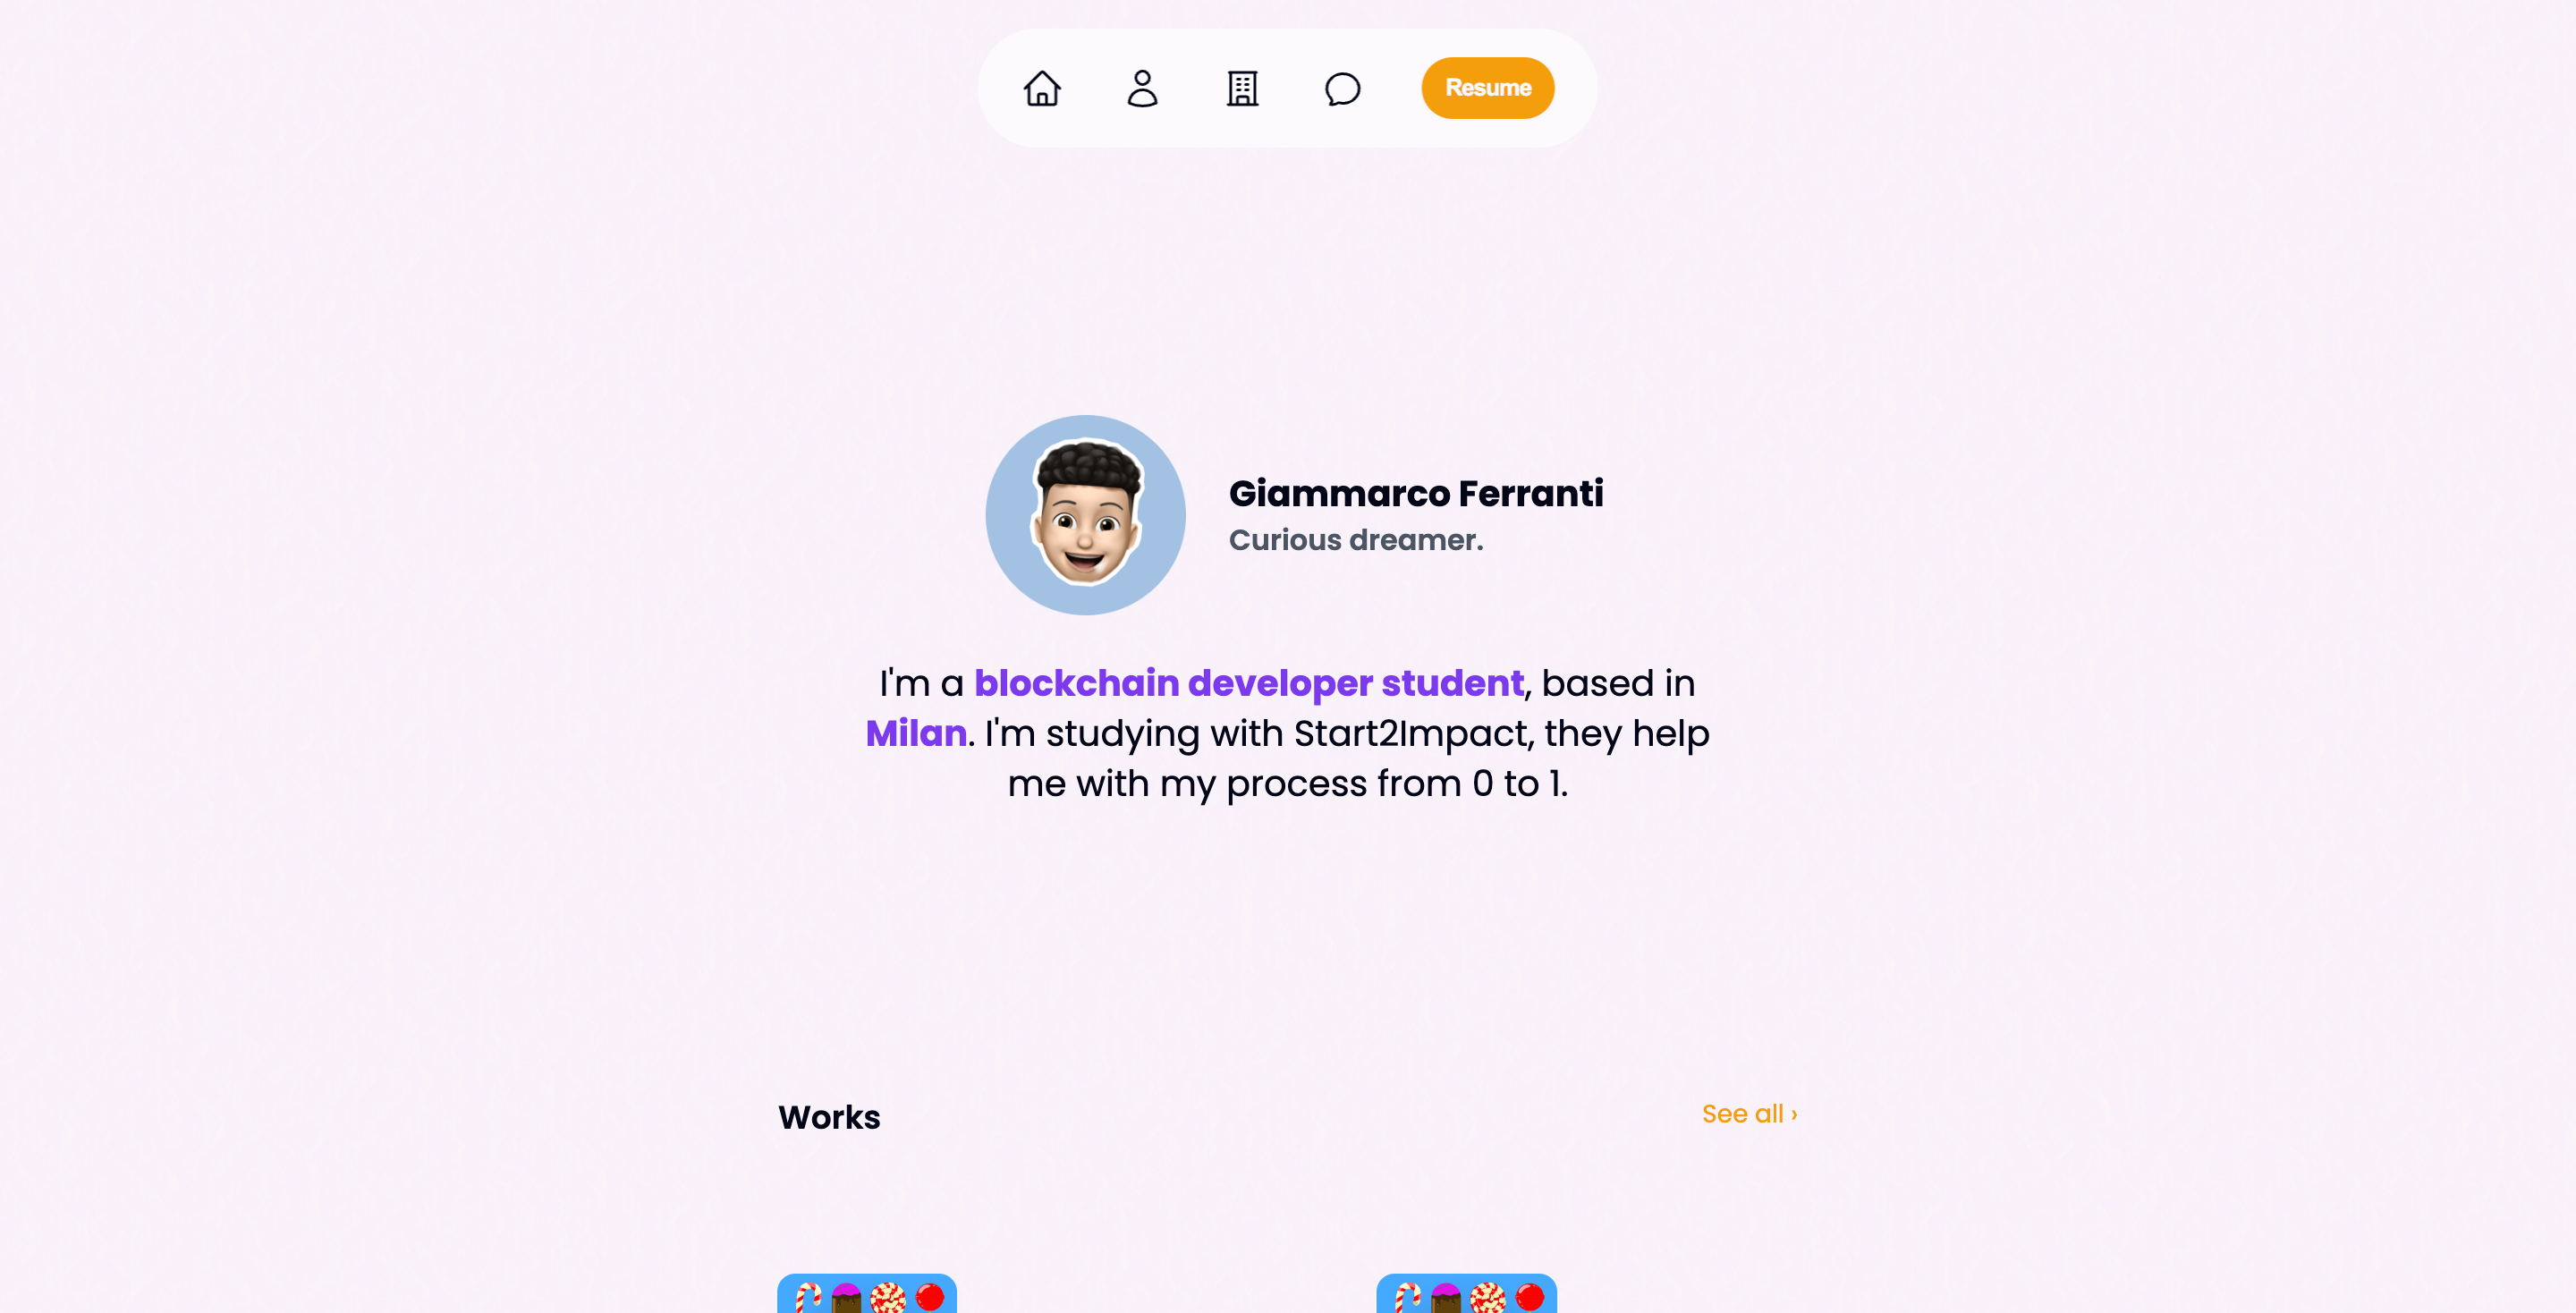 Resume
Giammarco Ferranti
Curious dreamer.
I'm a blockchain developer student, based in
Milan. I'm studying with Start2Impact, they help
me with my process from 0 to 1.
Works
See all ›